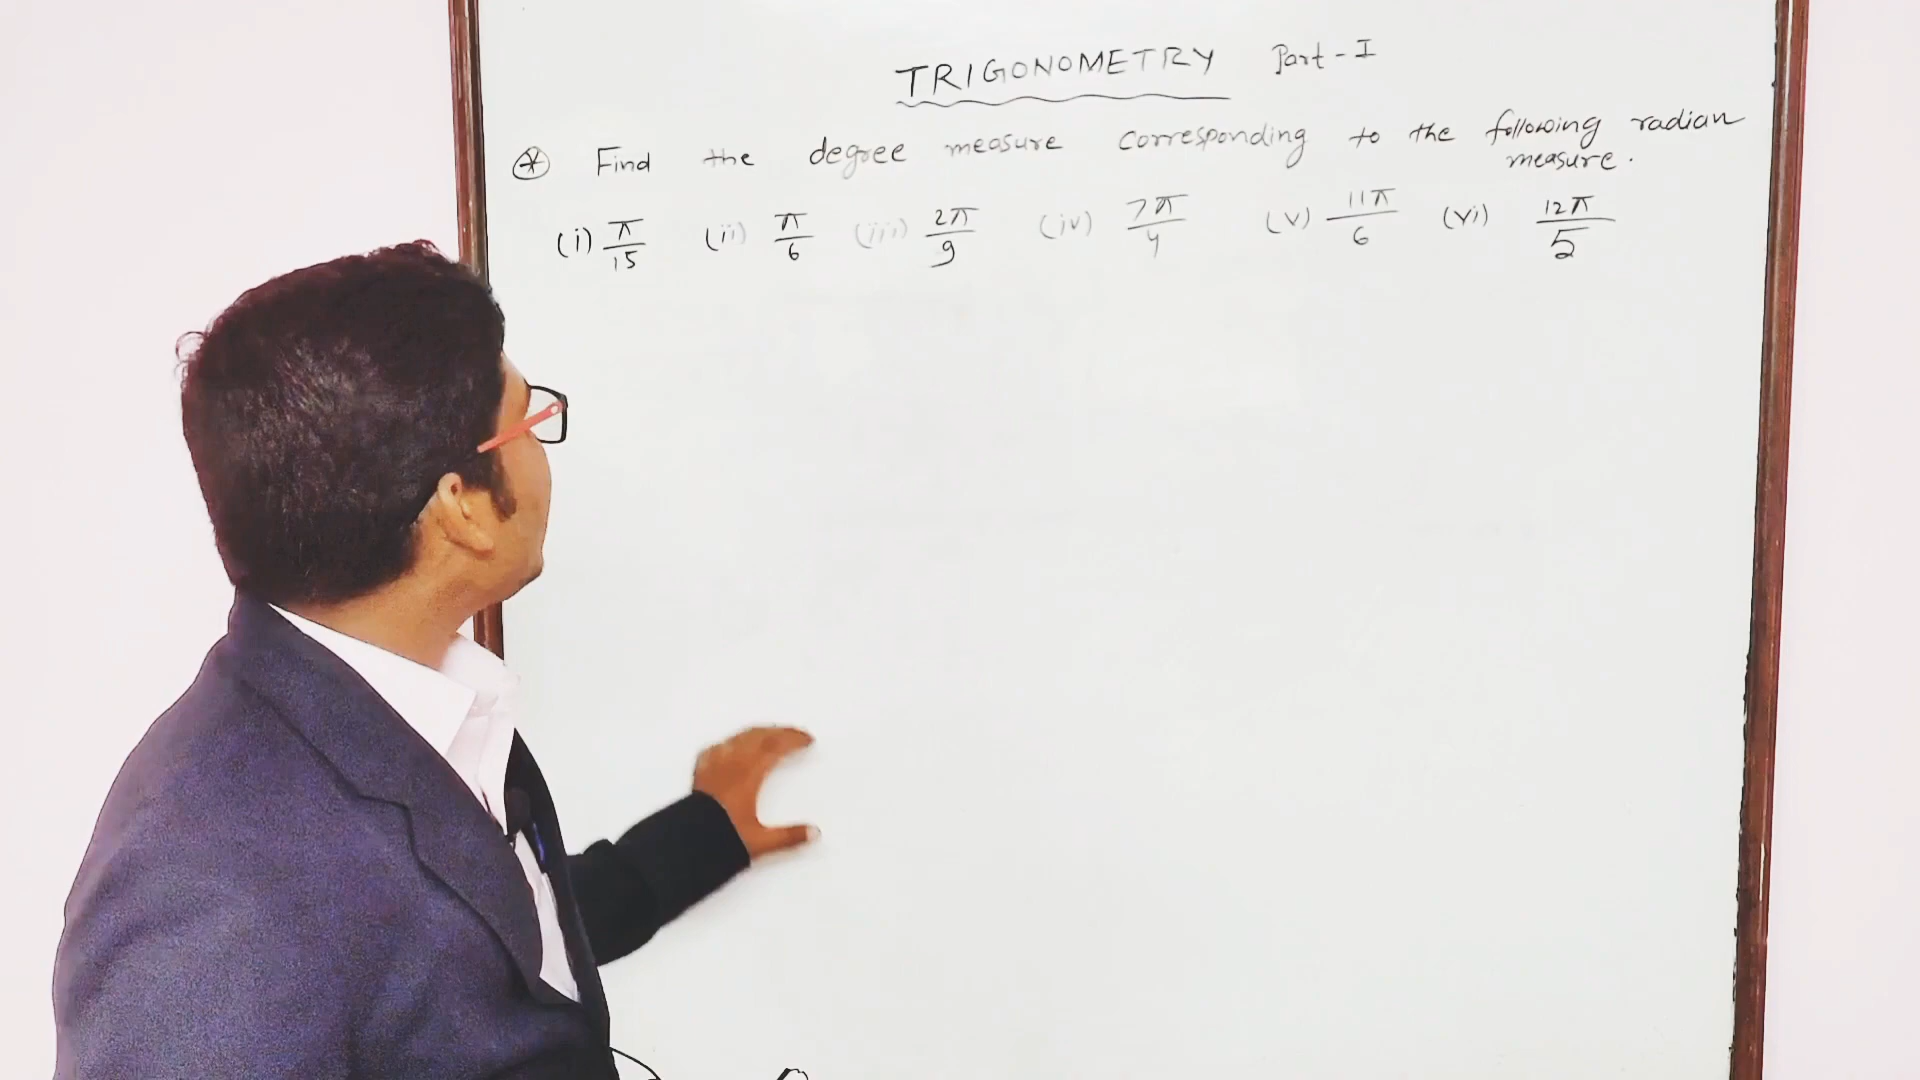 TRIGONOMETRY Part - I
⊛ Find the degree measure corresponding to the following radian measure.
(i) π/15 (ii) π/6 (iii) 2π/9 (iv) 7π/4 (v) 11π/6 (vi) 12π/5